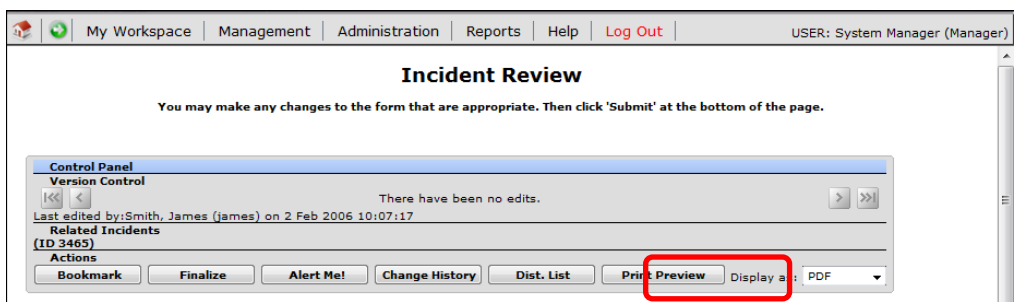 My Workspace Management Administration Reports Help Log Out USER: System Manager (Manager)
Incident Review
You may make any changes to the form that are appropriate. Then click 'Submit' at the bottom of the page.
Control Panel
Version Control
There have been no edits.
Last edited by:Smith, James (james) on 2 Feb 2006 10:07:17
Related Incidents
(ID 3465)
Actions
Bookmark Finalize Alert Me! Change History Dist. List Print Preview Display as: PDF